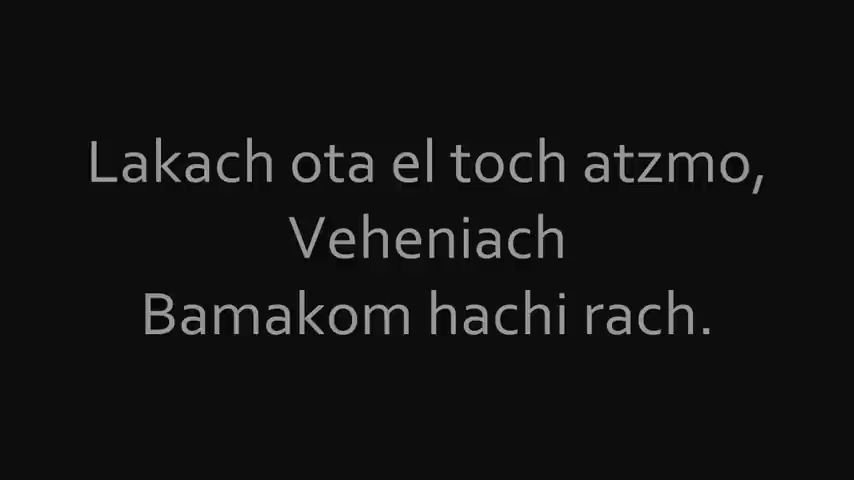 Lakach ota el toch atzmo,
Veheniach
Bamakom hachi rach.